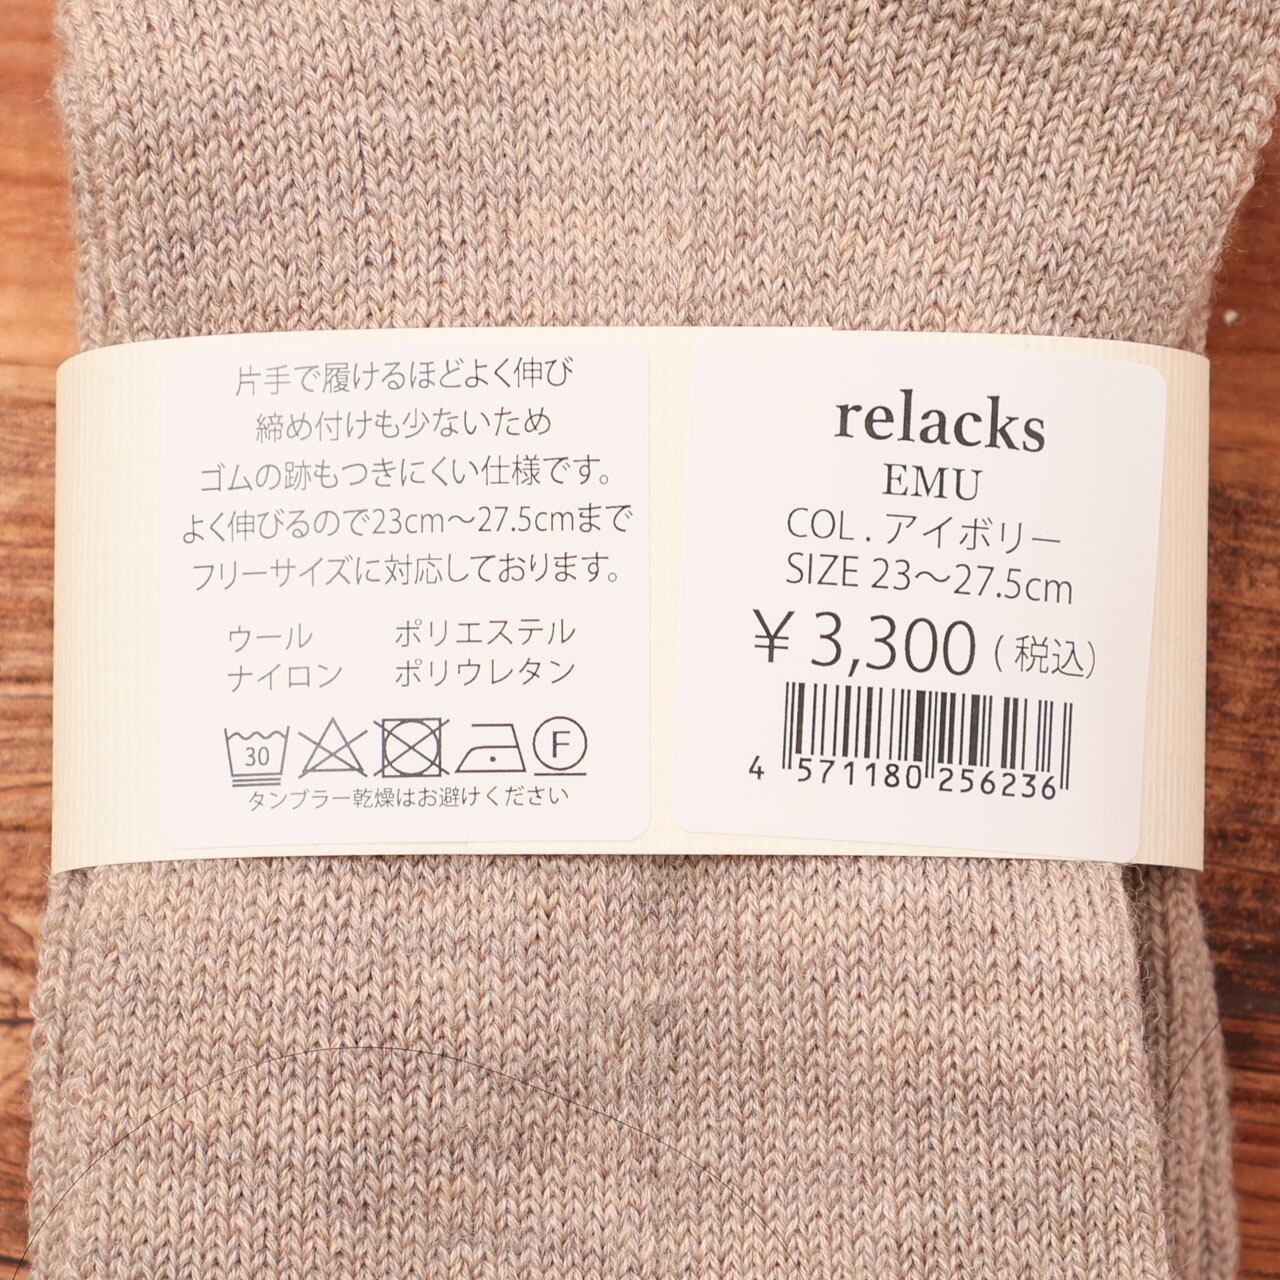 片手で履けるほどよく伸び
締め付けも少ないため
ゴムの跡もつきにくい仕様です。
よく伸びるので23cm～27.5cmまで
フリーサイズに対応しております。
ウール ポリエステル
ナイロン ポリウレタン
30 F
タンブラー乾燥はお避けください
relacks
EMU
COL . アイボリー
SIZE 23～27.5cm
￥3,300 (税込)
4 571180 256236